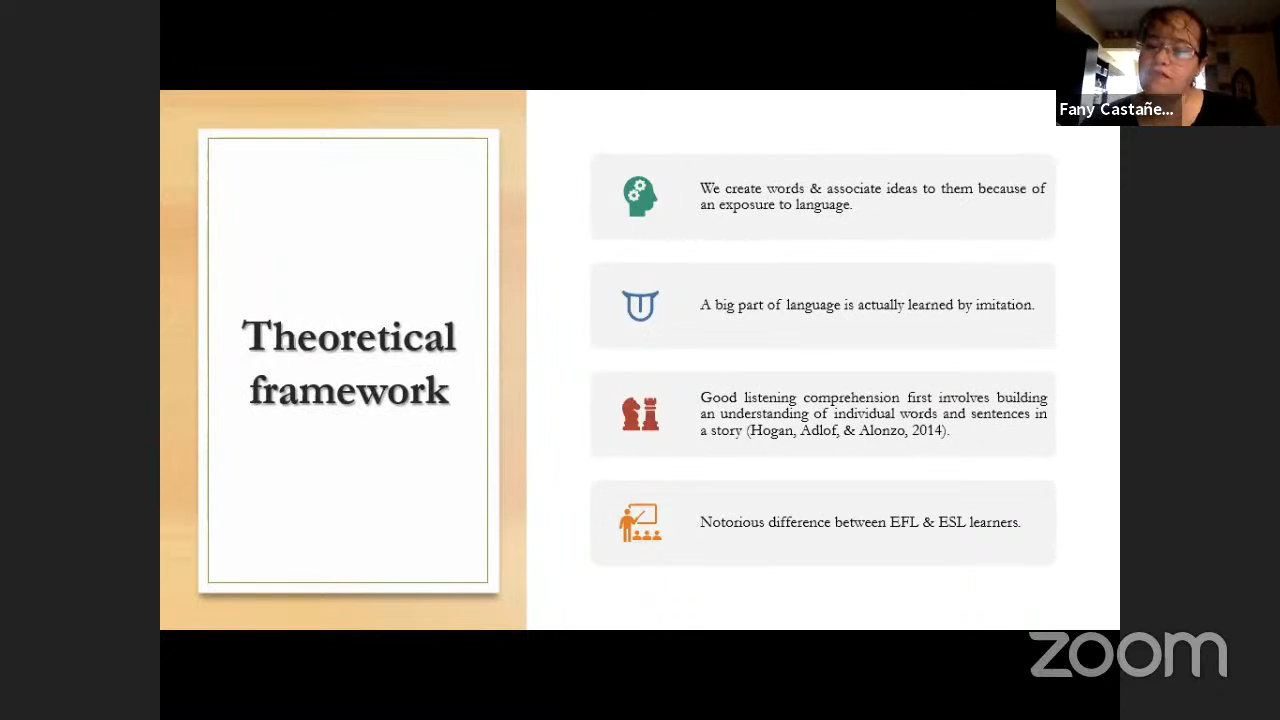 Fany Castañe...
Theoretical
framework
We create words & associate ideas to them because of
an exposure to language.
A big part of language is actually learned by imitation.
Good listening comprehension first involves building
an understanding of individual words and sentences in
a story (Hogan, Adlof, & Alonzo, 2014).
Notorious difference between EFL & ESL learners.
zoom